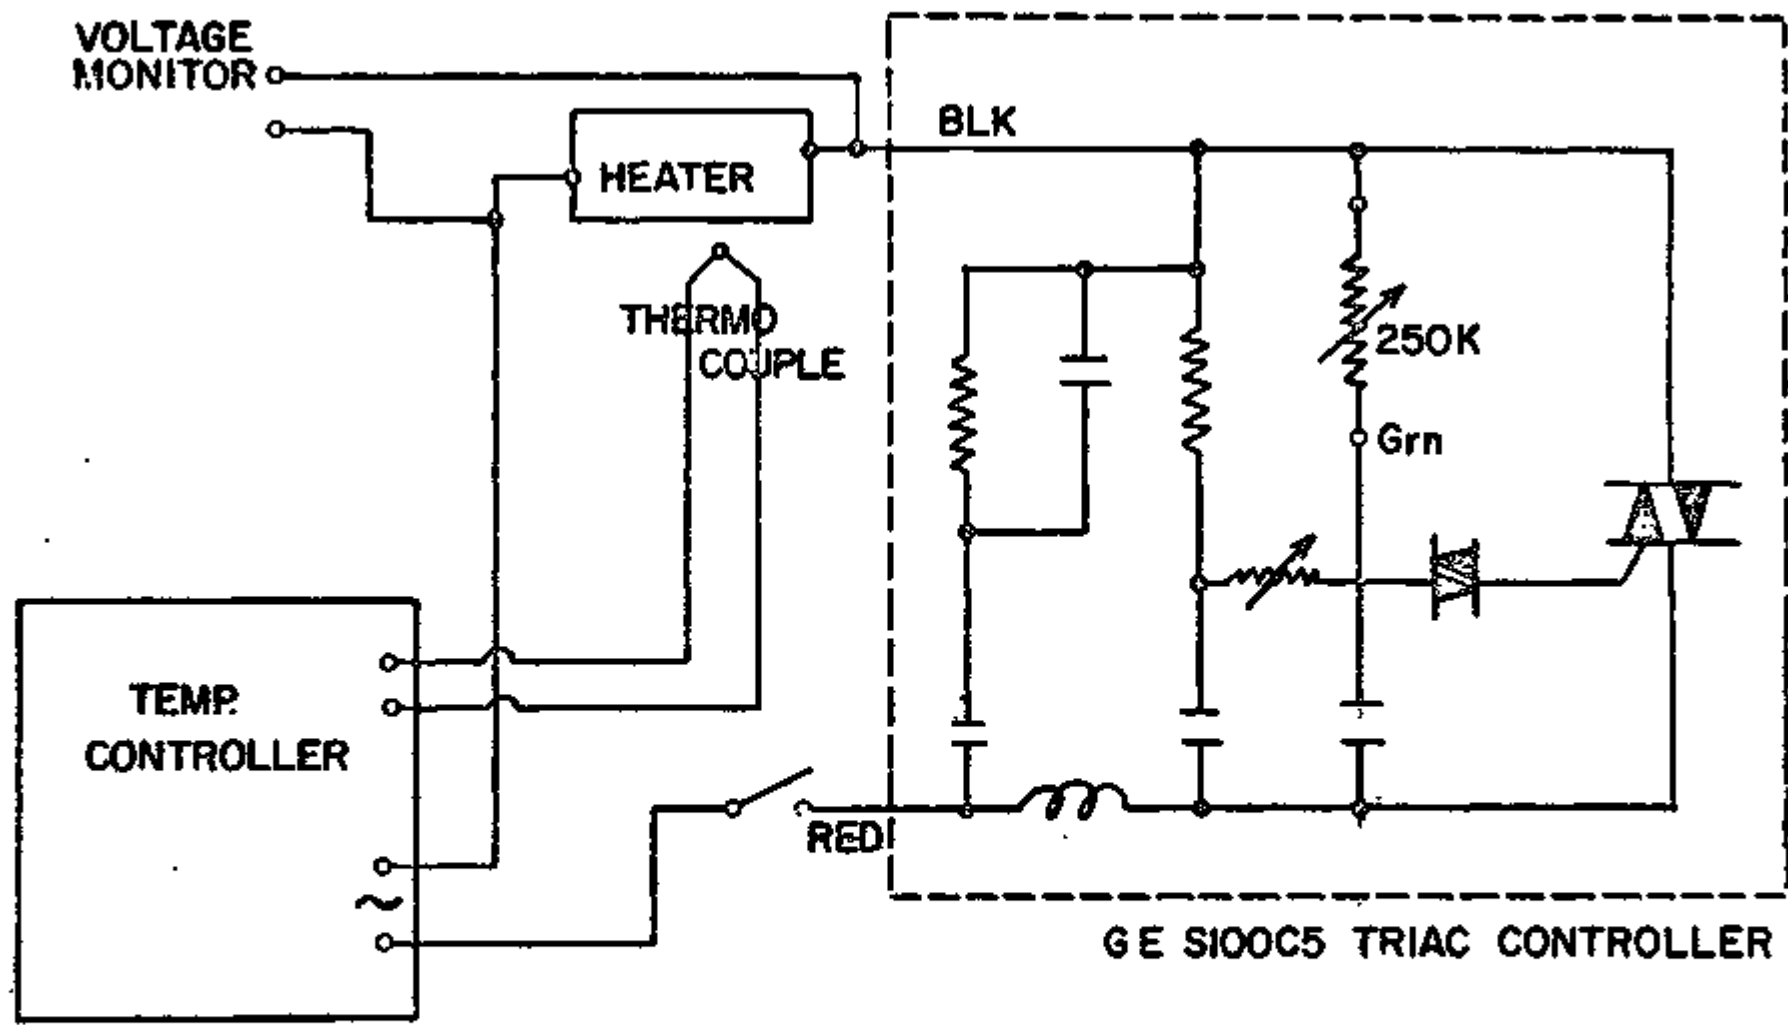 VOLTAGE
MONITOR
BLK
HEATER
THERMO
COUPLE
250K
Grn
TEMP.
CONTROLLER
~
RED
GE S100C5 TRIAC CONTROLLER